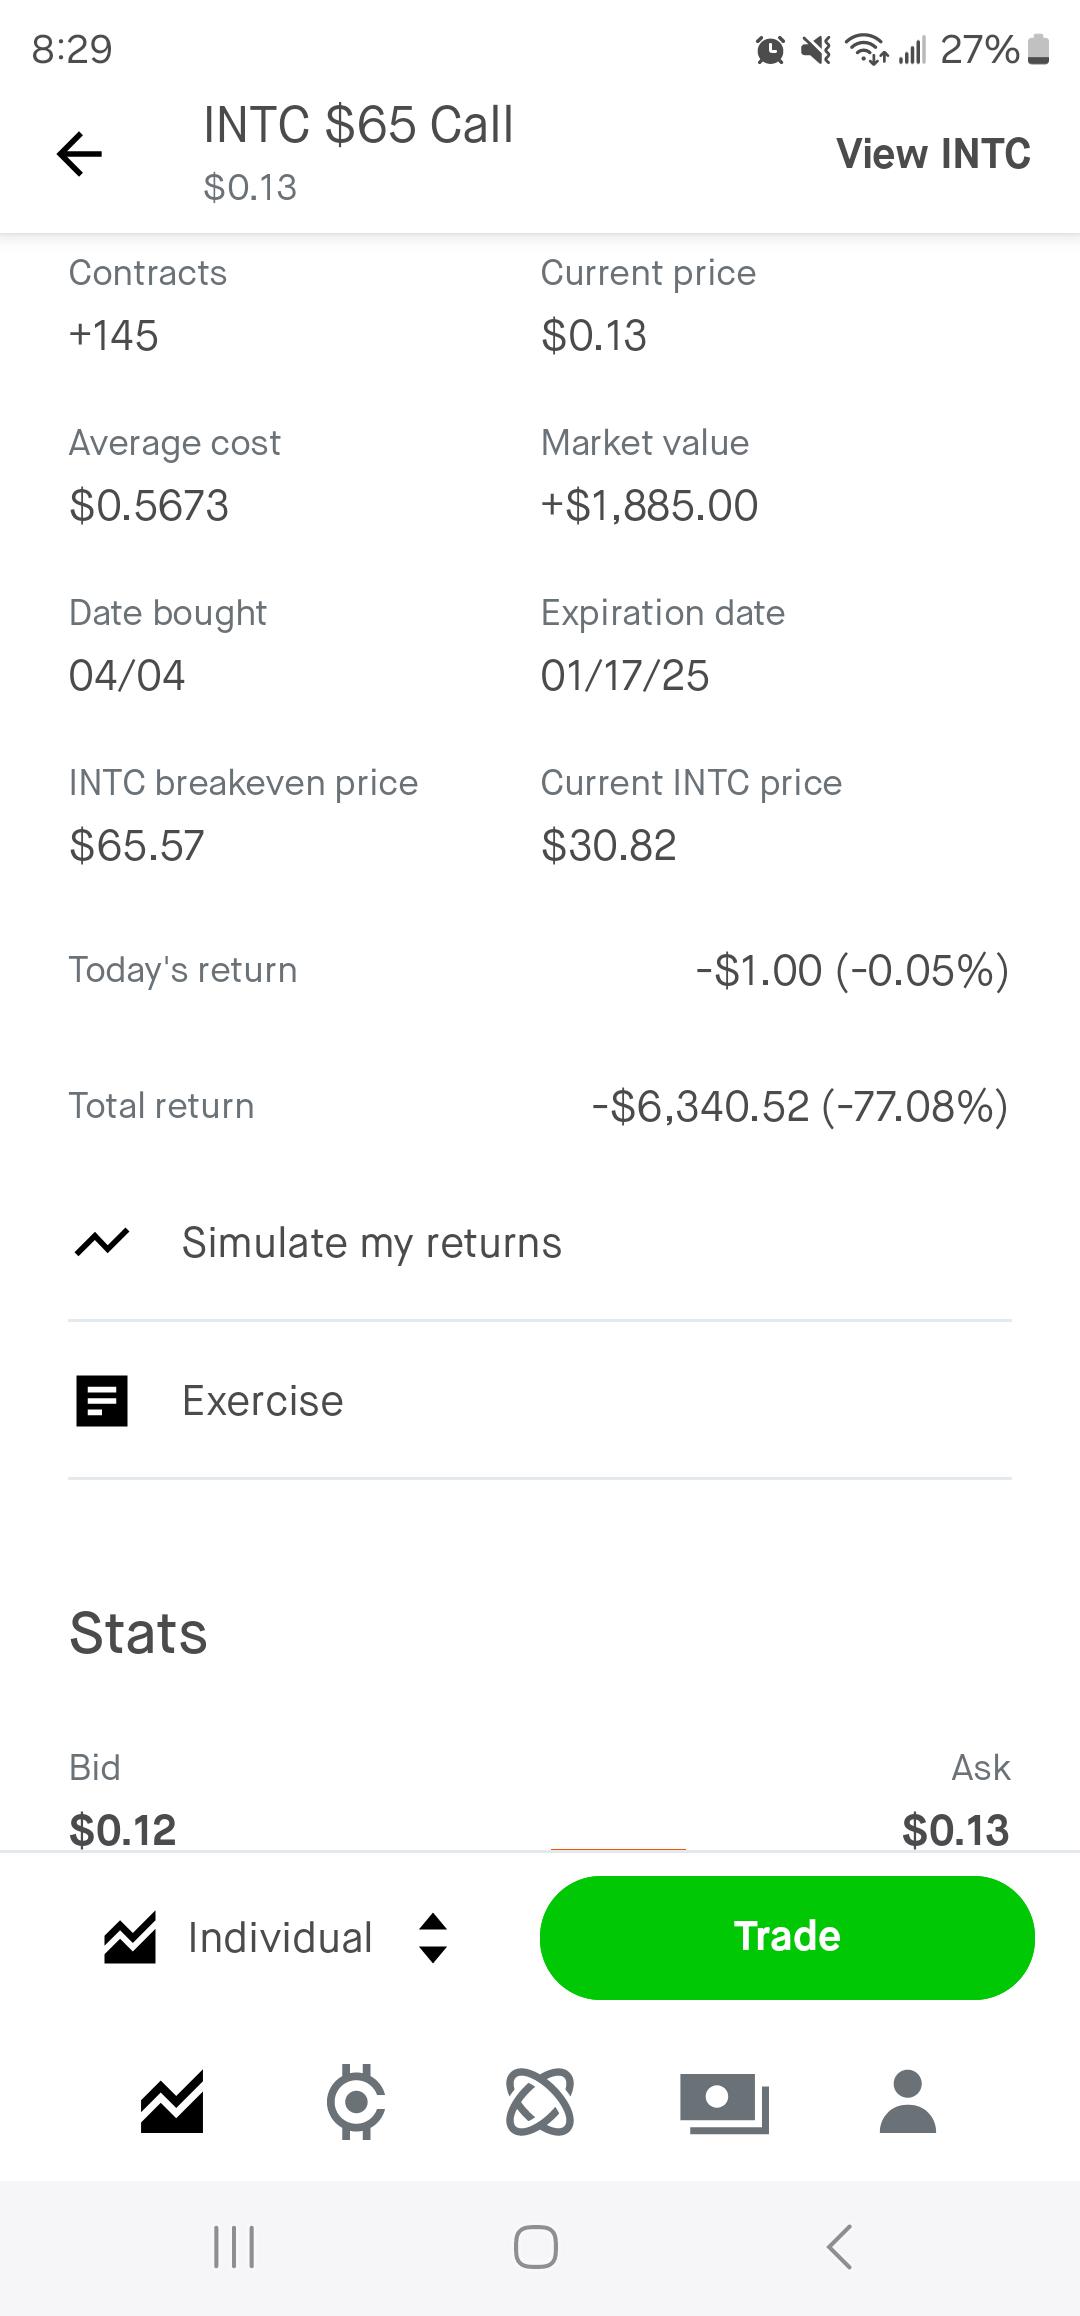 8:29
27%
INTC $65 Call
$0.13
View INTC
Contracts
Current price
+145
$0.13
Average cost
Market value
$0.5673
+$1,885.00
Date bought
Expiration date
04/04
01/17/25
INTC breakeven price
Current INTC price
$65.57
$30.82
Today's return
-$1.00 (-0.05%)
Total return
-$6,340.52 (-77.08%)
Simulate my returns
Exercise
Stats
Bid
Ask
$0.12
$0.13
Individual
Trade